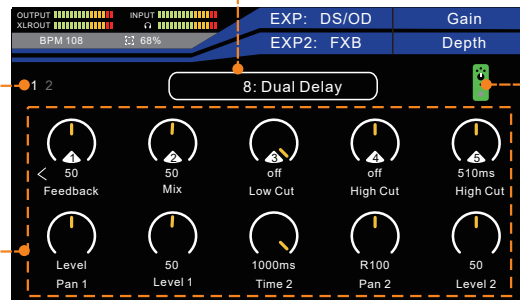 OUTPUT INPUT EXP: DS/OD Gain
XLROUT
BPM 108 68% EXP2: FXB Depth
1 2
8: Dual Delay
1 2 3 4 5
50 50 off off 510ms
Feedback Mix Low Cut High Cut High Cut
Level 50 1000ms R100 50
Pan 1 Level 1 Time 2 Pan 2 Level 2